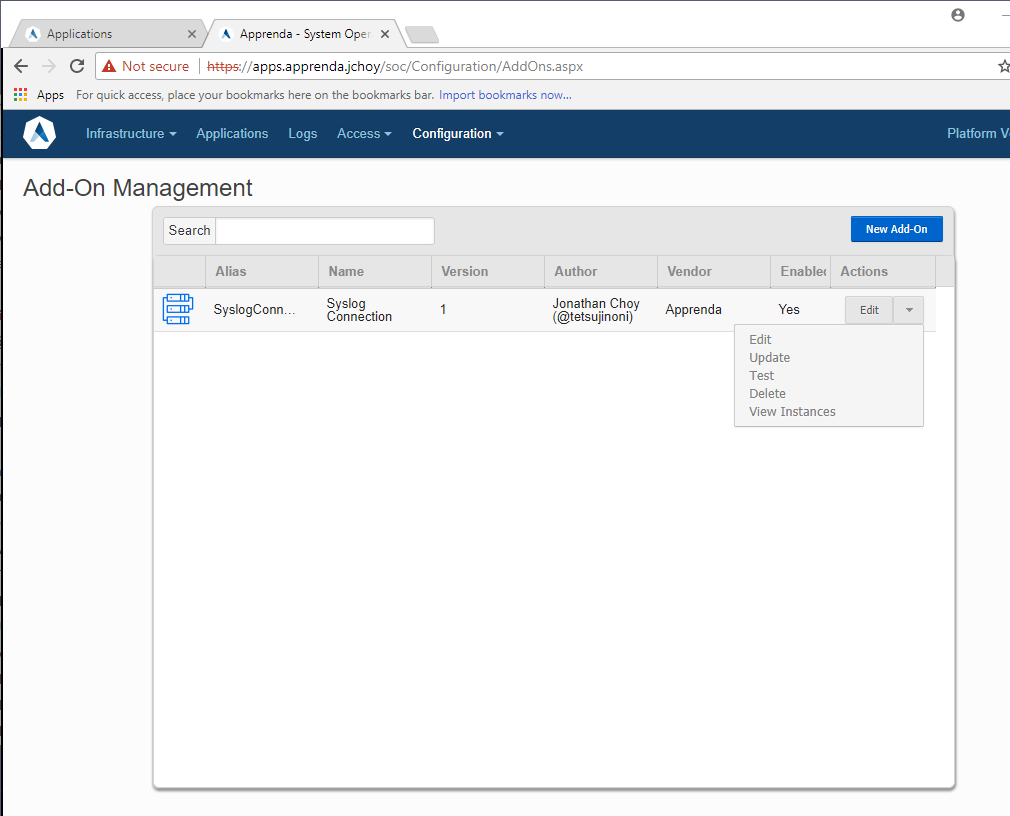 Applications
Apprenda - System Oper
Not secure https://apps.apprenda.jchoy/soc/Configuration/AddOns.aspx
Apps For quick access, place your bookmarks here on the bookmarks bar. Import bookmarks now...
Infrastructure Applications Logs Access Configuration Platform V
Add-On Management
Search New Add-On
Alias Name Version Author Vendor Enabled Actions
SyslogConn... Syslog Connection 1 Jonathan Choy (@tetsujinoni) Apprenda Yes Edit
Edit
Update
Test
Delete
View Instances